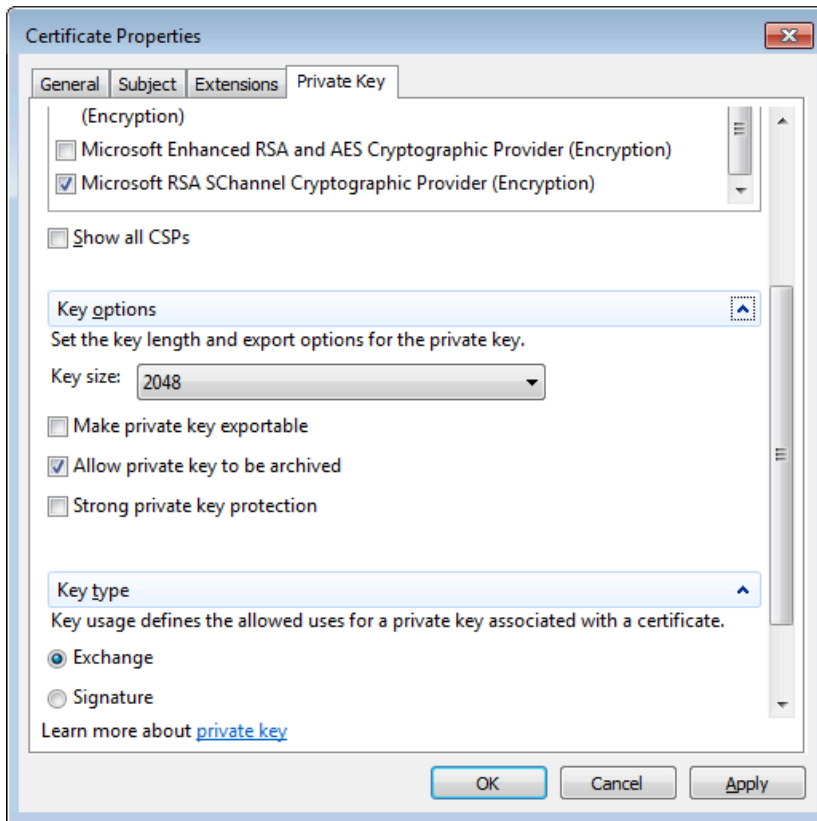 Certificate Properties
General Subject Extensions Private Key
(Encryption)
Microsoft Enhanced RSA and AES Cryptographic Provider (Encryption)
Microsoft RSA SChannel Cryptographic Provider (Encryption)
Show all CSPs
Key options
Set the key length and export options for the private key.
Key size: 2048
Make private key exportable
Allow private key to be archived
Strong private key protection
Key type
Key usage defines the allowed uses for a private key associated with a certificate.
Exchange
Signature
Learn more about private key
OK Cancel Apply